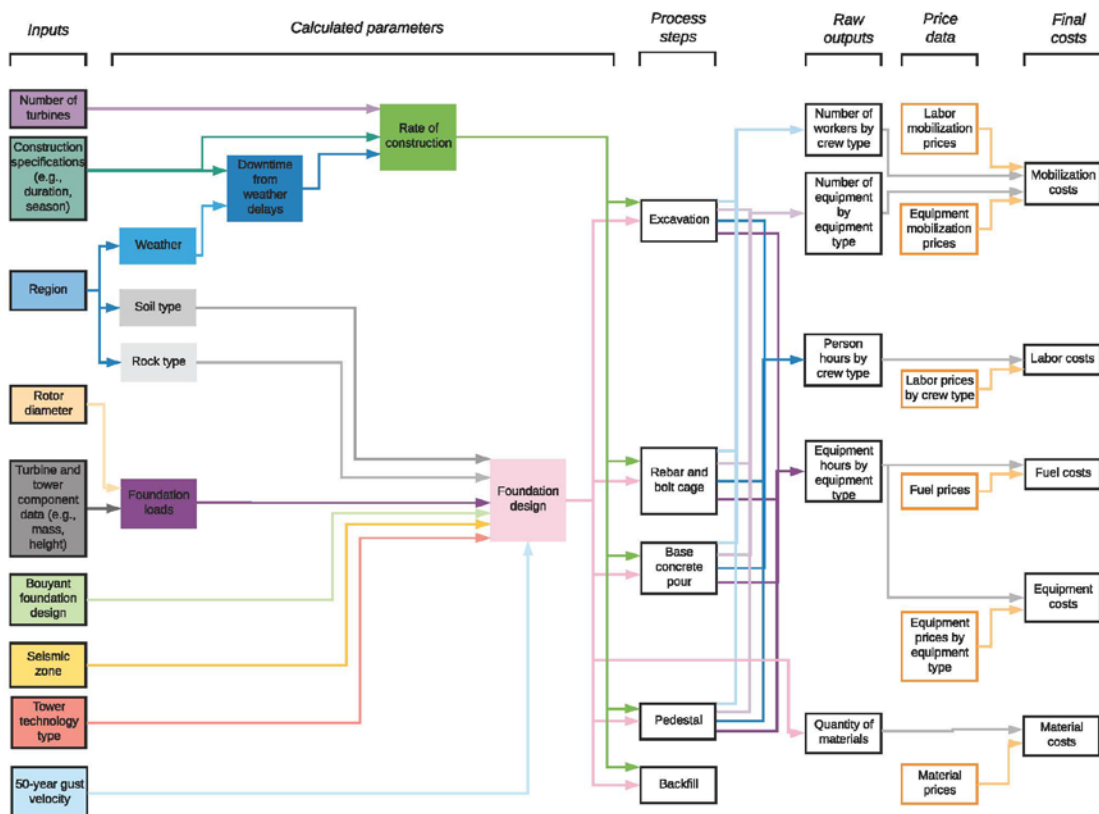 Inputs
Calculated parameters
Process
steps
Raw
outputs
Price
data
Final
costs
Number of
turbines
Construction
specifications
(e.g.,
duration,
season)
Region
Rotor
diameter
Turbine and
tower
component
data (e.g.,
mass,
height)
Bouyant
foundation
design
Seismic
zone
Tower
technology
type
50-year gust
velocity
Downtime
from
weather
delays
Weather
Soil type
Rock type
Foundation
loads
Rate of
construction
Foundation
design
Excavation
Rebar and
bolt cage
Base
concrete
pour
Pedestal
Backfill
Number of
workers by
crew type
Number of
equipment
by
equipment
type
Person
hours by
crew type
Equipment
hours by
equipment
type
Quantity of
materials
Labor
mobilization
prices
Equipment
mobilization
prices
Labor prices
by crew type
Fuel prices
Equipment
prices by
equipment
type
Material
prices
Mobilization
costs
Labor costs
Fuel costs
Equipment
costs
Material
costs